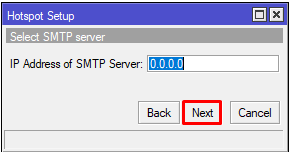 Hotspot Setup
Select SMTP server
IP Address of SMTP Server: 0.0.0.0
Back Next Cancel